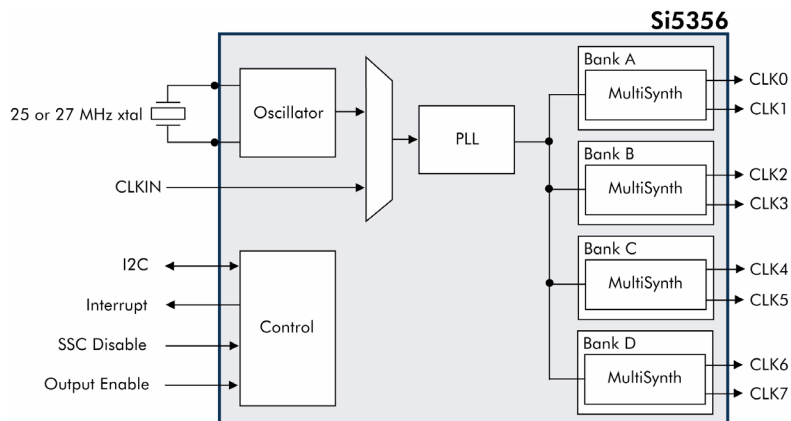 Si5356
Bank A
MultiSynth
CLK0
CLK1
25 or 27 MHz xtal
Oscillator
PLL
Bank B
MultiSynth
CLK2
CLK3
CLKIN
Bank C
MultiSynth
CLK4
CLK5
I2C
Interrupt
SSC Disable
Output Enable
Control
Bank D
MultiSynth
CLK6
CLK7